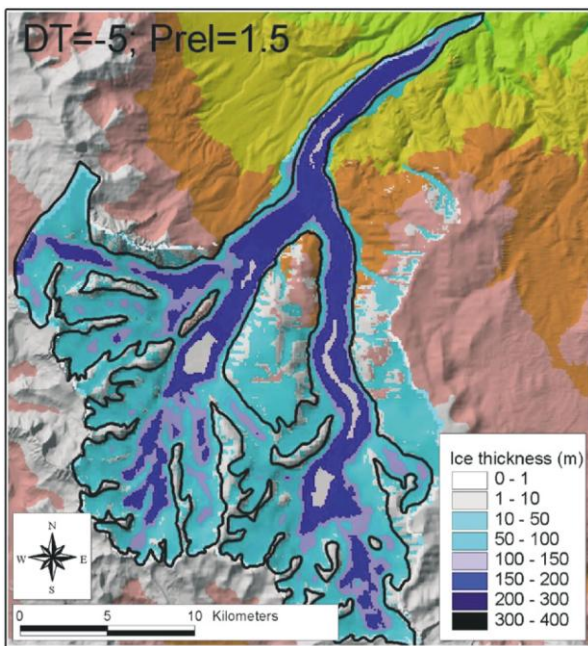 DT=-5; Prel=1.5
Ice thickness (m)
0 - 1
1 - 10
10 - 50
50 - 100
100 - 150
150 - 200
200 - 300
300 - 400
N
W E
S
0 5 10 Kilometers